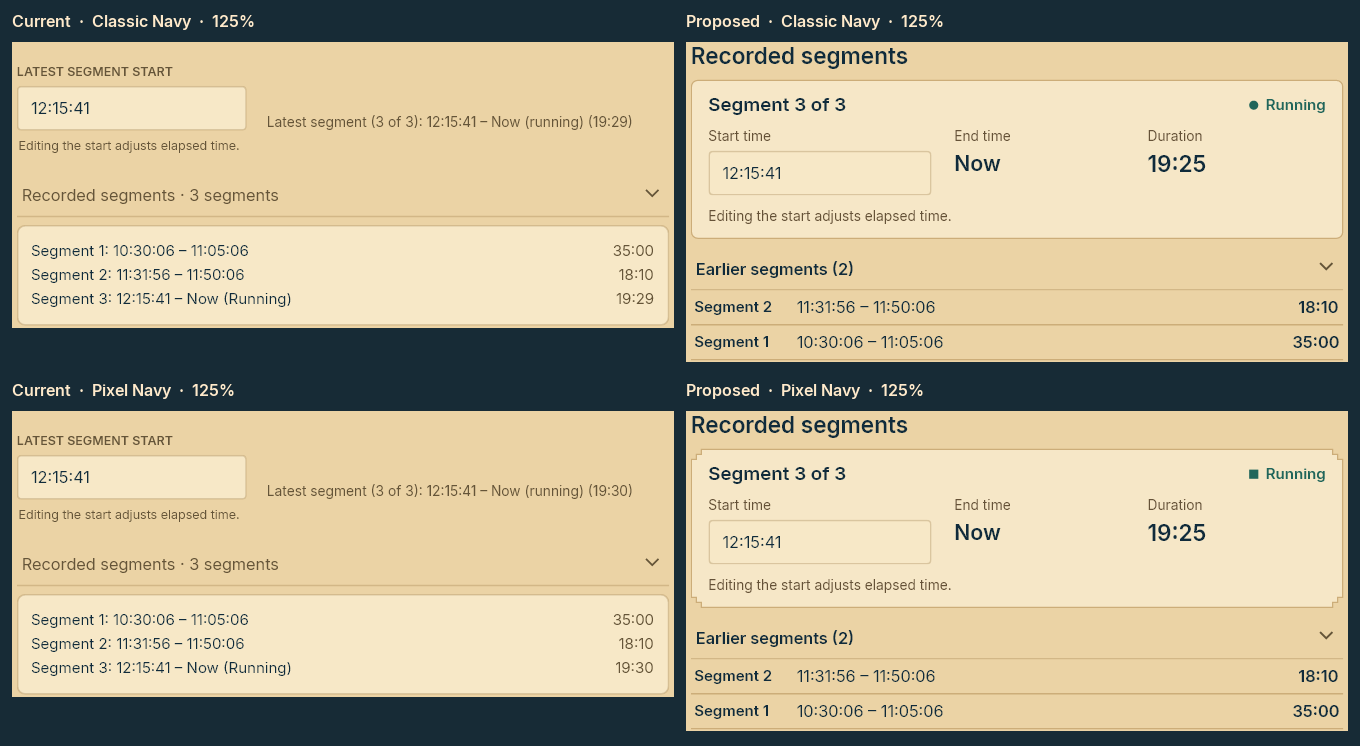 Current · Classic Navy · 125%
LATEST SEGMENT START
12:15:41
Latest segment (3 of 3): 12:15:41 – Now (running) (19:29)
Editing the start adjusts elapsed time.
Recorded segments · 3 segments
Segment 1: 10:30:06 – 11:05:06 35:00
Segment 2: 11:31:56 – 11:50:06 18:10
Segment 3: 12:15:41 – Now (Running) 19:29
Proposed · Classic Navy · 125%
Recorded segments
Segment 3 of 3 Running
Start time End time Duration
12:15:41 Now 19:25
Editing the start adjusts elapsed time.
Earlier segments (2)
Segment 2 11:31:56 – 11:50:06 18:10
Segment 1 10:30:06 – 11:05:06 35:00
Current · Pixel Navy · 125%
LATEST SEGMENT START
12:15:41
Latest segment (3 of 3): 12:15:41 – Now (running) (19:30)
Editing the start adjusts elapsed time.
Recorded segments · 3 segments
Segment 1: 10:30:06 – 11:05:06 35:00
Segment 2: 11:31:56 – 11:50:06 18:10
Segment 3: 12:15:41 – Now (Running) 19:30
Proposed · Pixel Navy · 125%
Recorded segments
Segment 3 of 3 Running
Start time End time Duration
12:15:41 Now 19:25
Editing the start adjusts elapsed time.
Earlier segments (2)
Segment 2 11:31:56 – 11:50:06 18:10
Segment 1 10:30:06 – 11:05:06 35:00